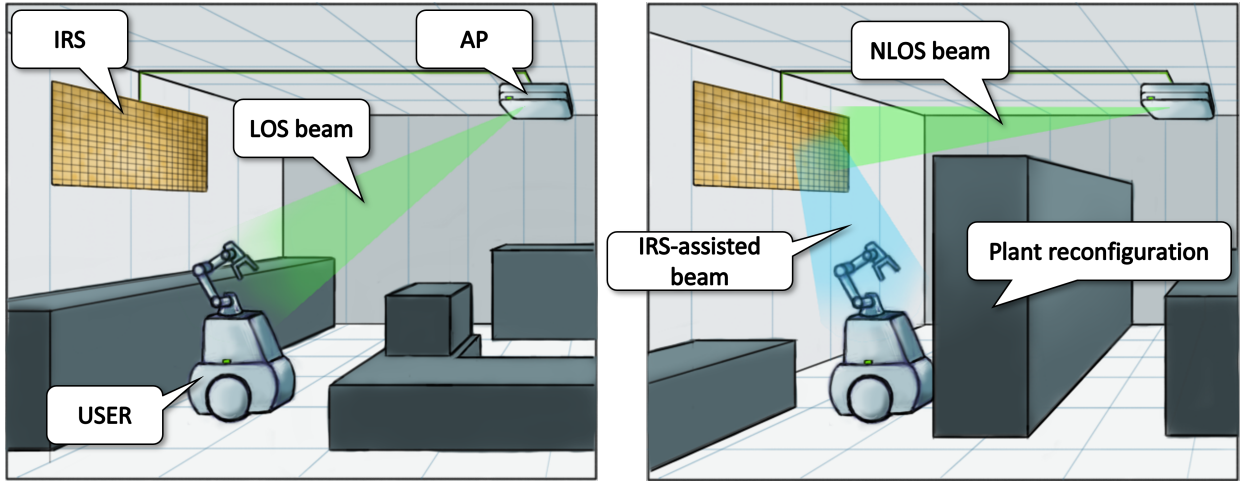 IRS
AP
LOS beam
USER
NLOS beam
IRS-assisted
beam
Plant reconfiguration